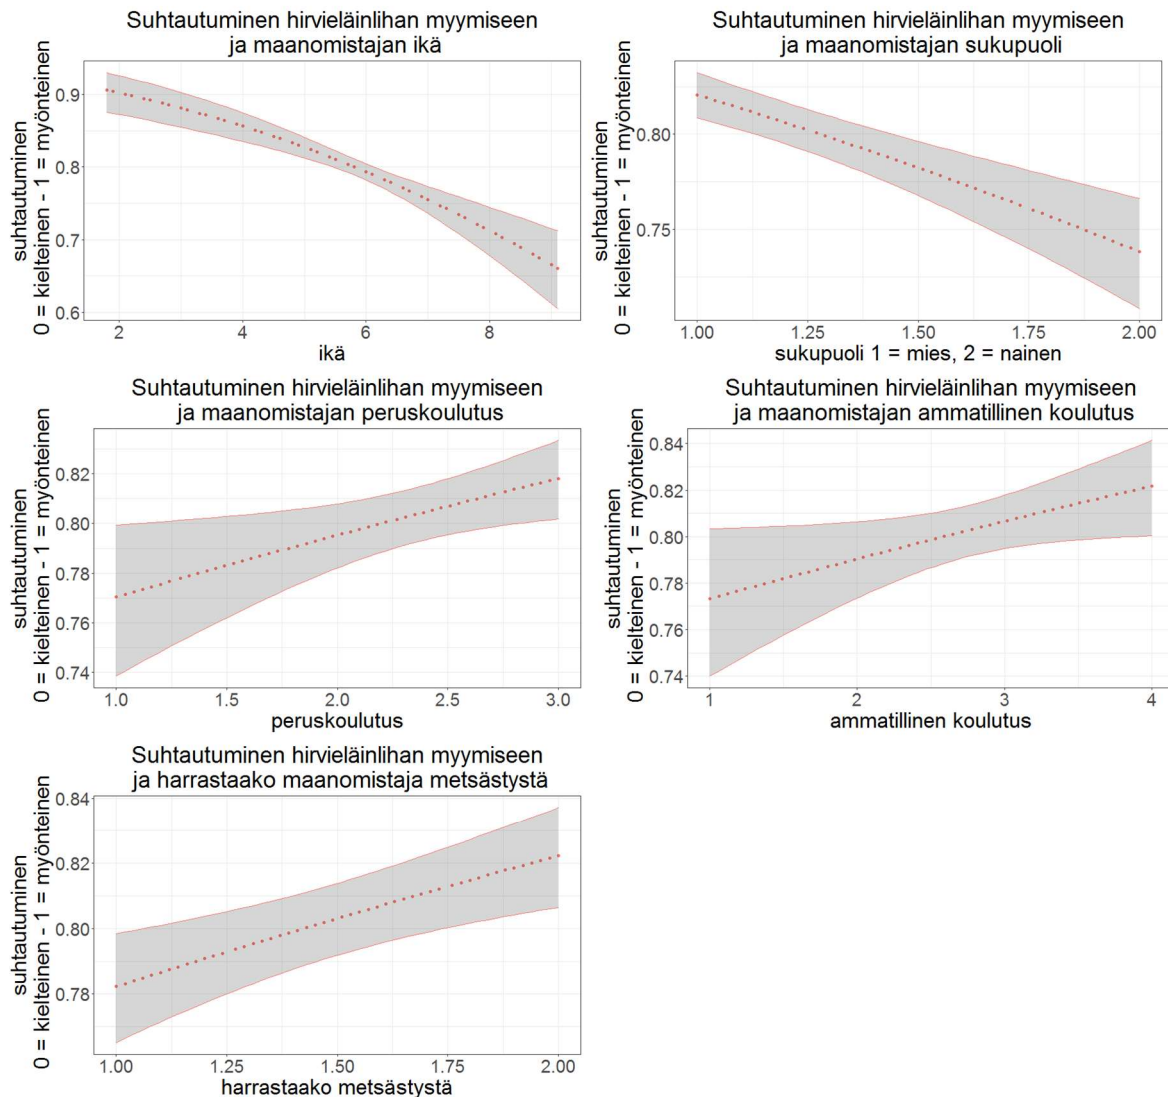 Suhtautuminen hirvieläinlihan myymiseen
ja maanomistajan ikä
suhtautuminen
0 = kielteinen - 1 = myönteinen
0.9
0.8
0.7
0.6
2 4 6 8
ikä
Suhtautuminen hirvieläinlihan myymiseen
ja maanomistajan sukupuoli
suhtautuminen
0 = kielteinen - 1 = myönteinen
0.80
0.75
1.00 1.25 1.50 1.75 2.00
sukupuoli 1 = mies, 2 = nainen
Suhtautuminen hirvieläinlihan myymiseen
ja maanomistajan peruskoulutus
suhtautuminen
0 = kielteinen - 1 = myönteinen
0.82
0.80
0.78
0.76
0.74
1.0 1.5 2.0 2.5 3.0
peruskoulutus
Suhtautuminen hirvieläinlihan myymiseen
ja maanomistajan ammatillinen koulutus
suhtautuminen
0 = kielteinen - 1 = myönteinen
0.84
0.82
0.80
0.78
0.76
0.74
1 2 3 4
ammatillinen koulutus
Suhtautuminen hirvieläinlihan myymiseen
ja harrastaako maanomistaja metsästystä
suhtautuminen
0 = kielteinen - 1 = myönteinen
0.84
0.82
0.80
0.78
1.00 1.25 1.50 1.75 2.00
harrastaako metsästystä